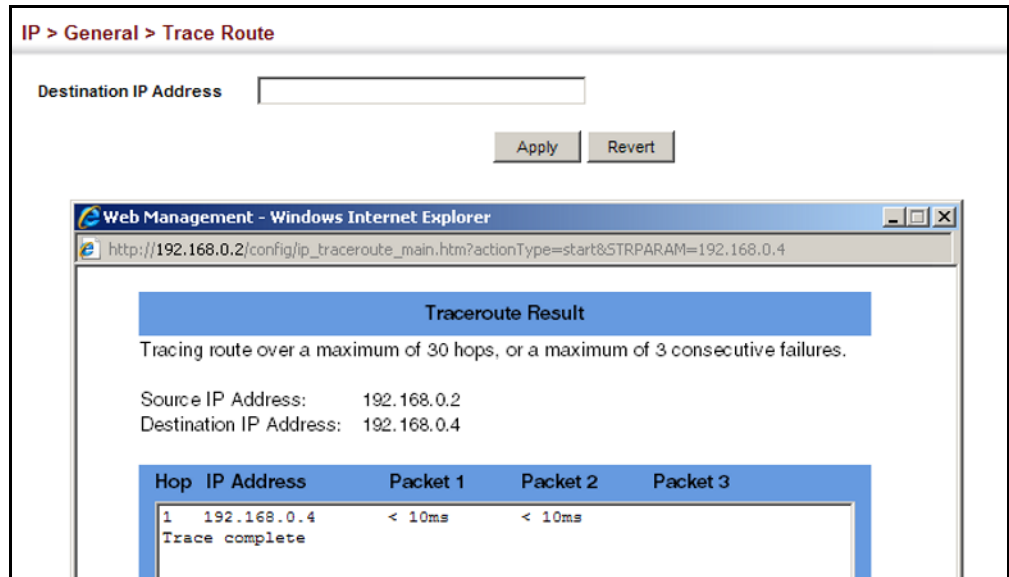 IP > General > Trace Route
Destination IP Address
Apply Revert
Web Management - Windows Internet Explorer
http://192.168.0.2/config/ip_traceroute_main.htm?actionType=start&STRPARAM=192.168.0.4
Traceroute Result
Tracing route over a maximum of 30 hops, or a maximum of 3 consecutive failures.
Source IP Address: 192.168.0.2
Destination IP Address: 192.168.0.4
Hop IP Address Packet 1 Packet 2 Packet 3
1 192.168.0.4 < 10ms < 10ms
Trace complete